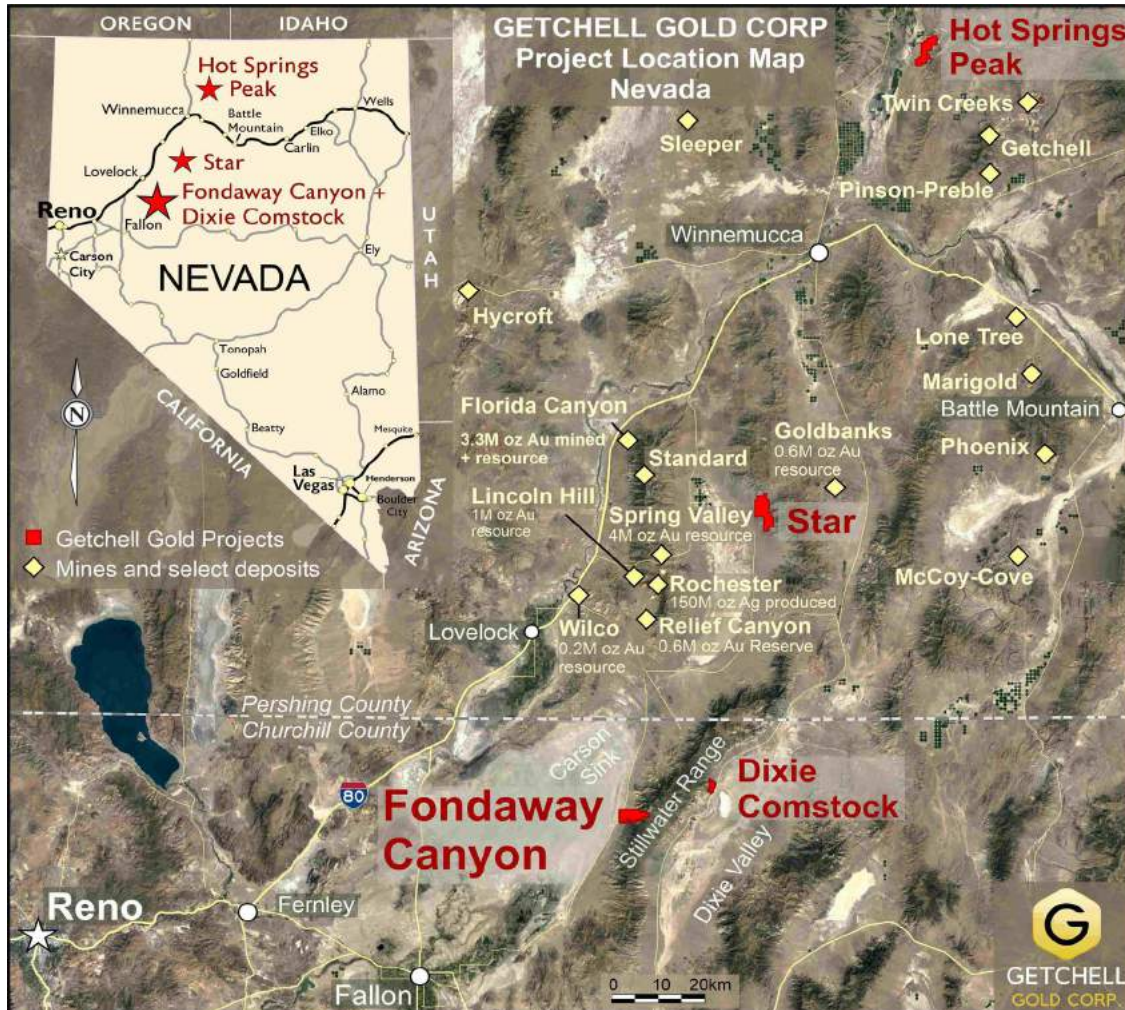 OREGON
IDAHO
Hot Springs
Peak
Winnemucca
Battle
Mountain
Wells
Elko
Carlin
Lovelock
Star
Fondaway Canyon +
Dixie Comstock
Reno
Fallon
Carson
City
Ely
UTAH
NEVADA
Tonopah
Goldfield
Alamo
Beatty
Mesquite
CALIFORNIA
Las
Vegas
Henderson
Boulder
City
ARIZONA
N
Getchell Gold Projects
Mines and select deposits
GETCHELL GOLD CORP
Project Location Map
Nevada
Hot Springs
Peak
Twin Creeks
Sleeper
Getchell
Pinson-Preble
Winnemucca
Hycroft
Lone Tree
Marigold
Battle Mountain
Florida Canyon
3.3M oz Au mined
+ resource
Standard
Goldbanks
0.6M oz Au
resource
Phoenix
Lincoln Hill
1M oz Au
resource
Spring Valley
4M oz Au resource
Star
McCoy-Cove
Rochester
150M oz Ag produced
Wilco
0.2M oz Au
resource
Relief Canyon
0.6M oz Au Reserve
Lovelock
Pershing County
Churchill County
Carson
Sink
Stillwater Range
Dixie
Comstock
80
Fondaway
Canyon
Dixie Valley
Reno
Fernley
Fallon
0 10 20km
G
GETCHELL
GOLD CORP.